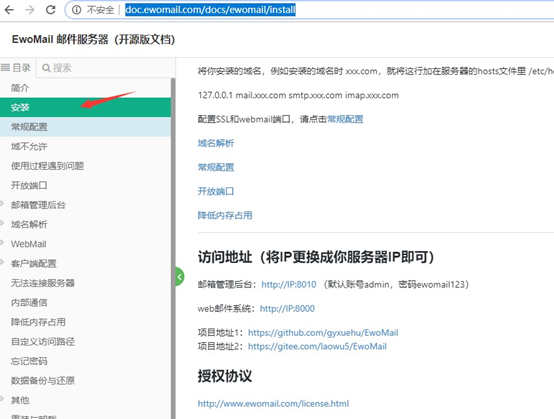 不安全 doc.ewomail.com/docs/ewomail/install
EwoMail 邮件服务器（开源版文档）
目录 搜索
简介
安装
常规配置
域不允许
使用过程遇到问题
开放端口
邮箱管理后台
域名解析
WebMail
客户端配置
无法连接服务器
内部通信
降低内存占用
自定义访问路径
忘记密码
数据备份与还原
其他
将你安装的域名，例如安装的域名时 xxx.com，就将这行加在服务器的hosts文件里 /etc/h
127.0.0.1 mail.xxx.com smtp.xxx.com imap.xxx.com
配置SSL和webmail端口，请点击常规配置
域名解析
常规配置
开放端口
降低内存占用
访问地址（将IP更换成你服务器IP即可）
邮箱管理后台：http://IP:8010 （默认账号admin，密码ewomail123）
web邮件系统：http://IP:8000
项目地址1：https://github.com/gyxuehu/EwoMail
项目地址2：https://gitee.com/laowu5/EwoMail
授权协议
http://www.ewomail.com/license.html